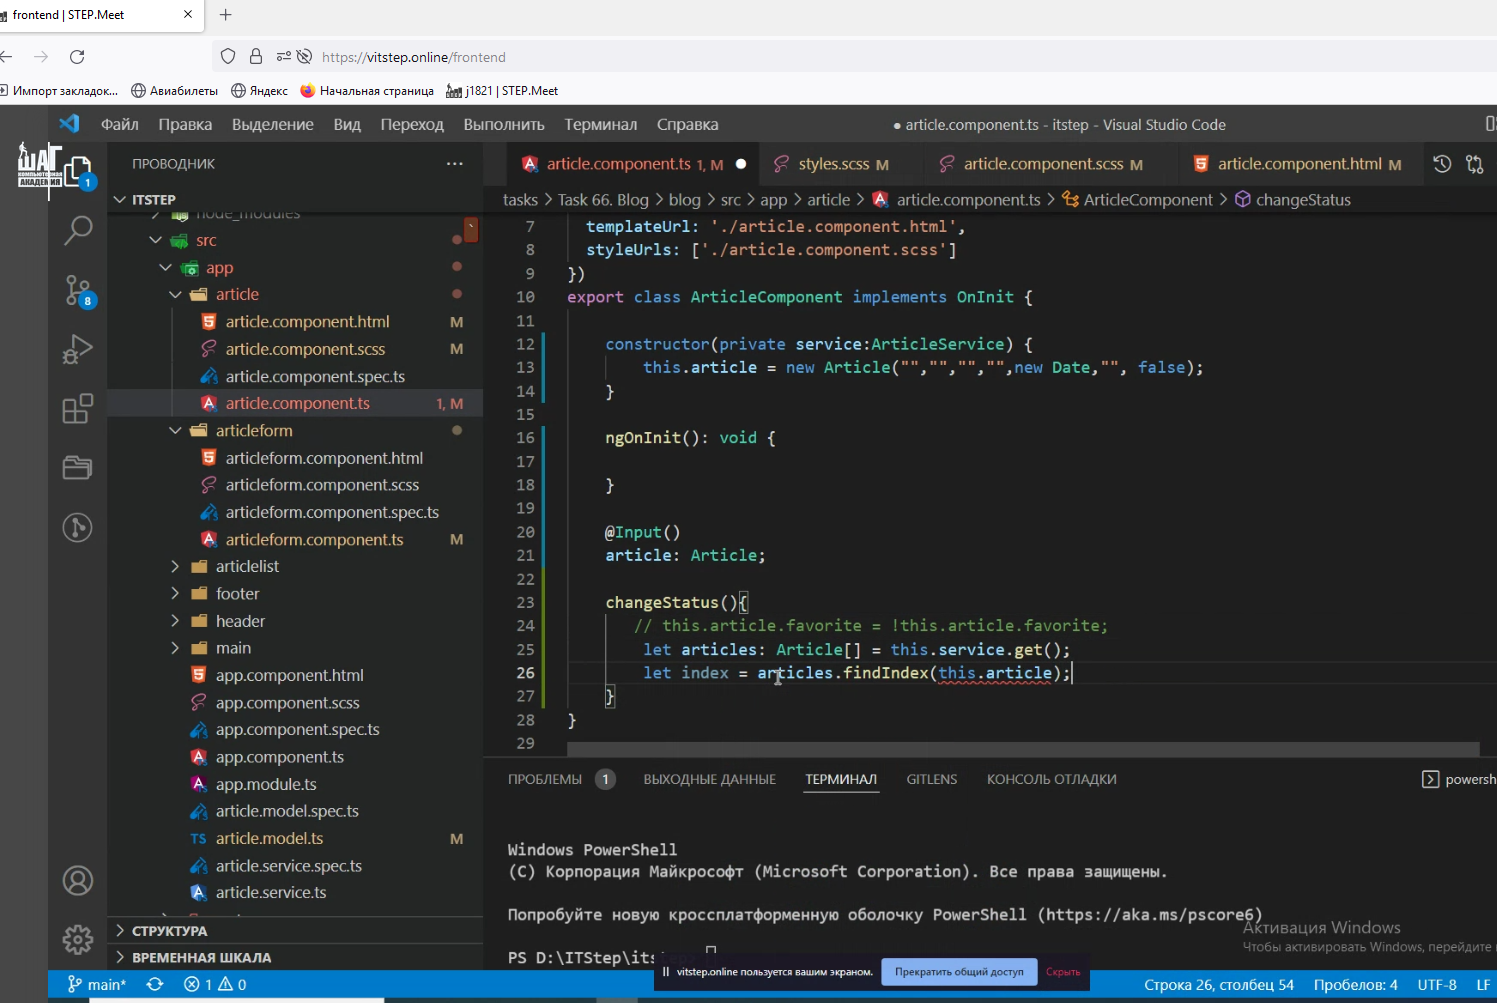 frontend | STEP.Meet
https://vitstep.online/frontend
Импорт закладок... Авиабилеты Яндекс Начальная страница j1821 | STEP.Meet
Файл Правка Выделение Вид Переход Выполнить Терминал Справка
● article.component.ts - itstep - Visual Studio Code
ШАГ
КОМПЬЮТЕРНАЯ
АКАДЕМИЯ
1
8
ПРОВОДНИК
ITSTEP
node_modules
src
app
article
article.component.html M
article.component.scss M
article.component.spec.ts
article.component.ts 1, M
articleform
articleform.component.html
articleform.component.scss
articleform.component.spec.ts
articleform.component.ts M
articlelist
footer
header
main
app.component.html
app.component.scss
app.component.spec.ts
app.component.ts
app.module.ts
article.model.spec.ts
TS article.model.ts M
article.service.spec.ts
article.service.ts
СТРУКТУРА
ВРЕМЕННАЯ ШКАЛА
article.component.ts 1, M styles.scss M article.component.scss M article.component.html M
tasks > Task 66. Blog > blog > src > app > article > article.component.ts > ArticleComponent > changeStatus
7 templateUrl: './article.component.html',
8 styleUrls: ['./article.component.scss']
9 })
10 export class ArticleComponent implements OnInit {
11
12 constructor(private service:ArticleService) {
13 this.article = new Article("","","","",new Date,"", false);
14 }
15
16 ngOnInit(): void {
17
18 }
19
20 @Input()
21 article: Article;
22
23 changeStatus(){
24 // this.article.favorite = !this.article.favorite;
25 let articles: Article[] = this.service.get();
26 let index = articles.findIndex(this.article);
27 }
28 }
29
ПРОБЛЕМЫ 1 ВЫХОДНЫЕ ДАННЫЕ ТЕРМИНАЛ GITLENS КОНСОЛЬ ОТЛАДКИ powersh
Windows PowerShell
(C) Корпорация Майкрософт (Microsoft Corporation). Все права защищены.
Попробуйте новую кроссплатформенную оболочку PowerShell (https://aka.ms/pscore6)
PS D:\ITStep\itstep>
Активация Windows
Чтобы активировать Windows, перейдите
vitstep.online пользуется вашим экраном. Прекратить общий доступ Скрыть
main* 1 0 Строка 26, столбец 54 Пробелов: 4 UTF-8 LF